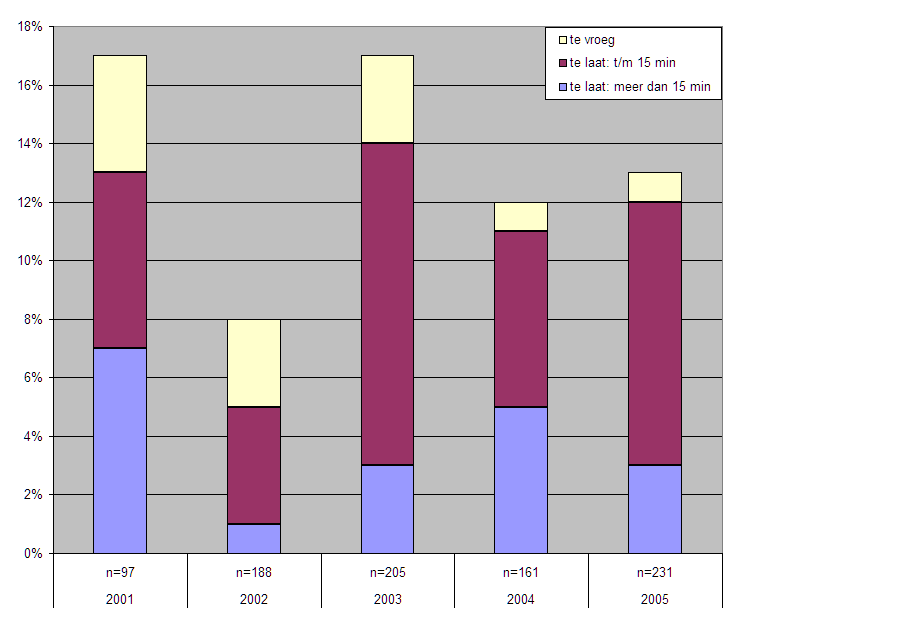 18%
16%
14%
12%
10%
8%
6%
4%
2%
0%
te vroeg
te laat: t/m 15 min
te laat: meer dan 15 min
n=97 n=188 n=205 n=161 n=231
2001 2002 2003 2004 2005